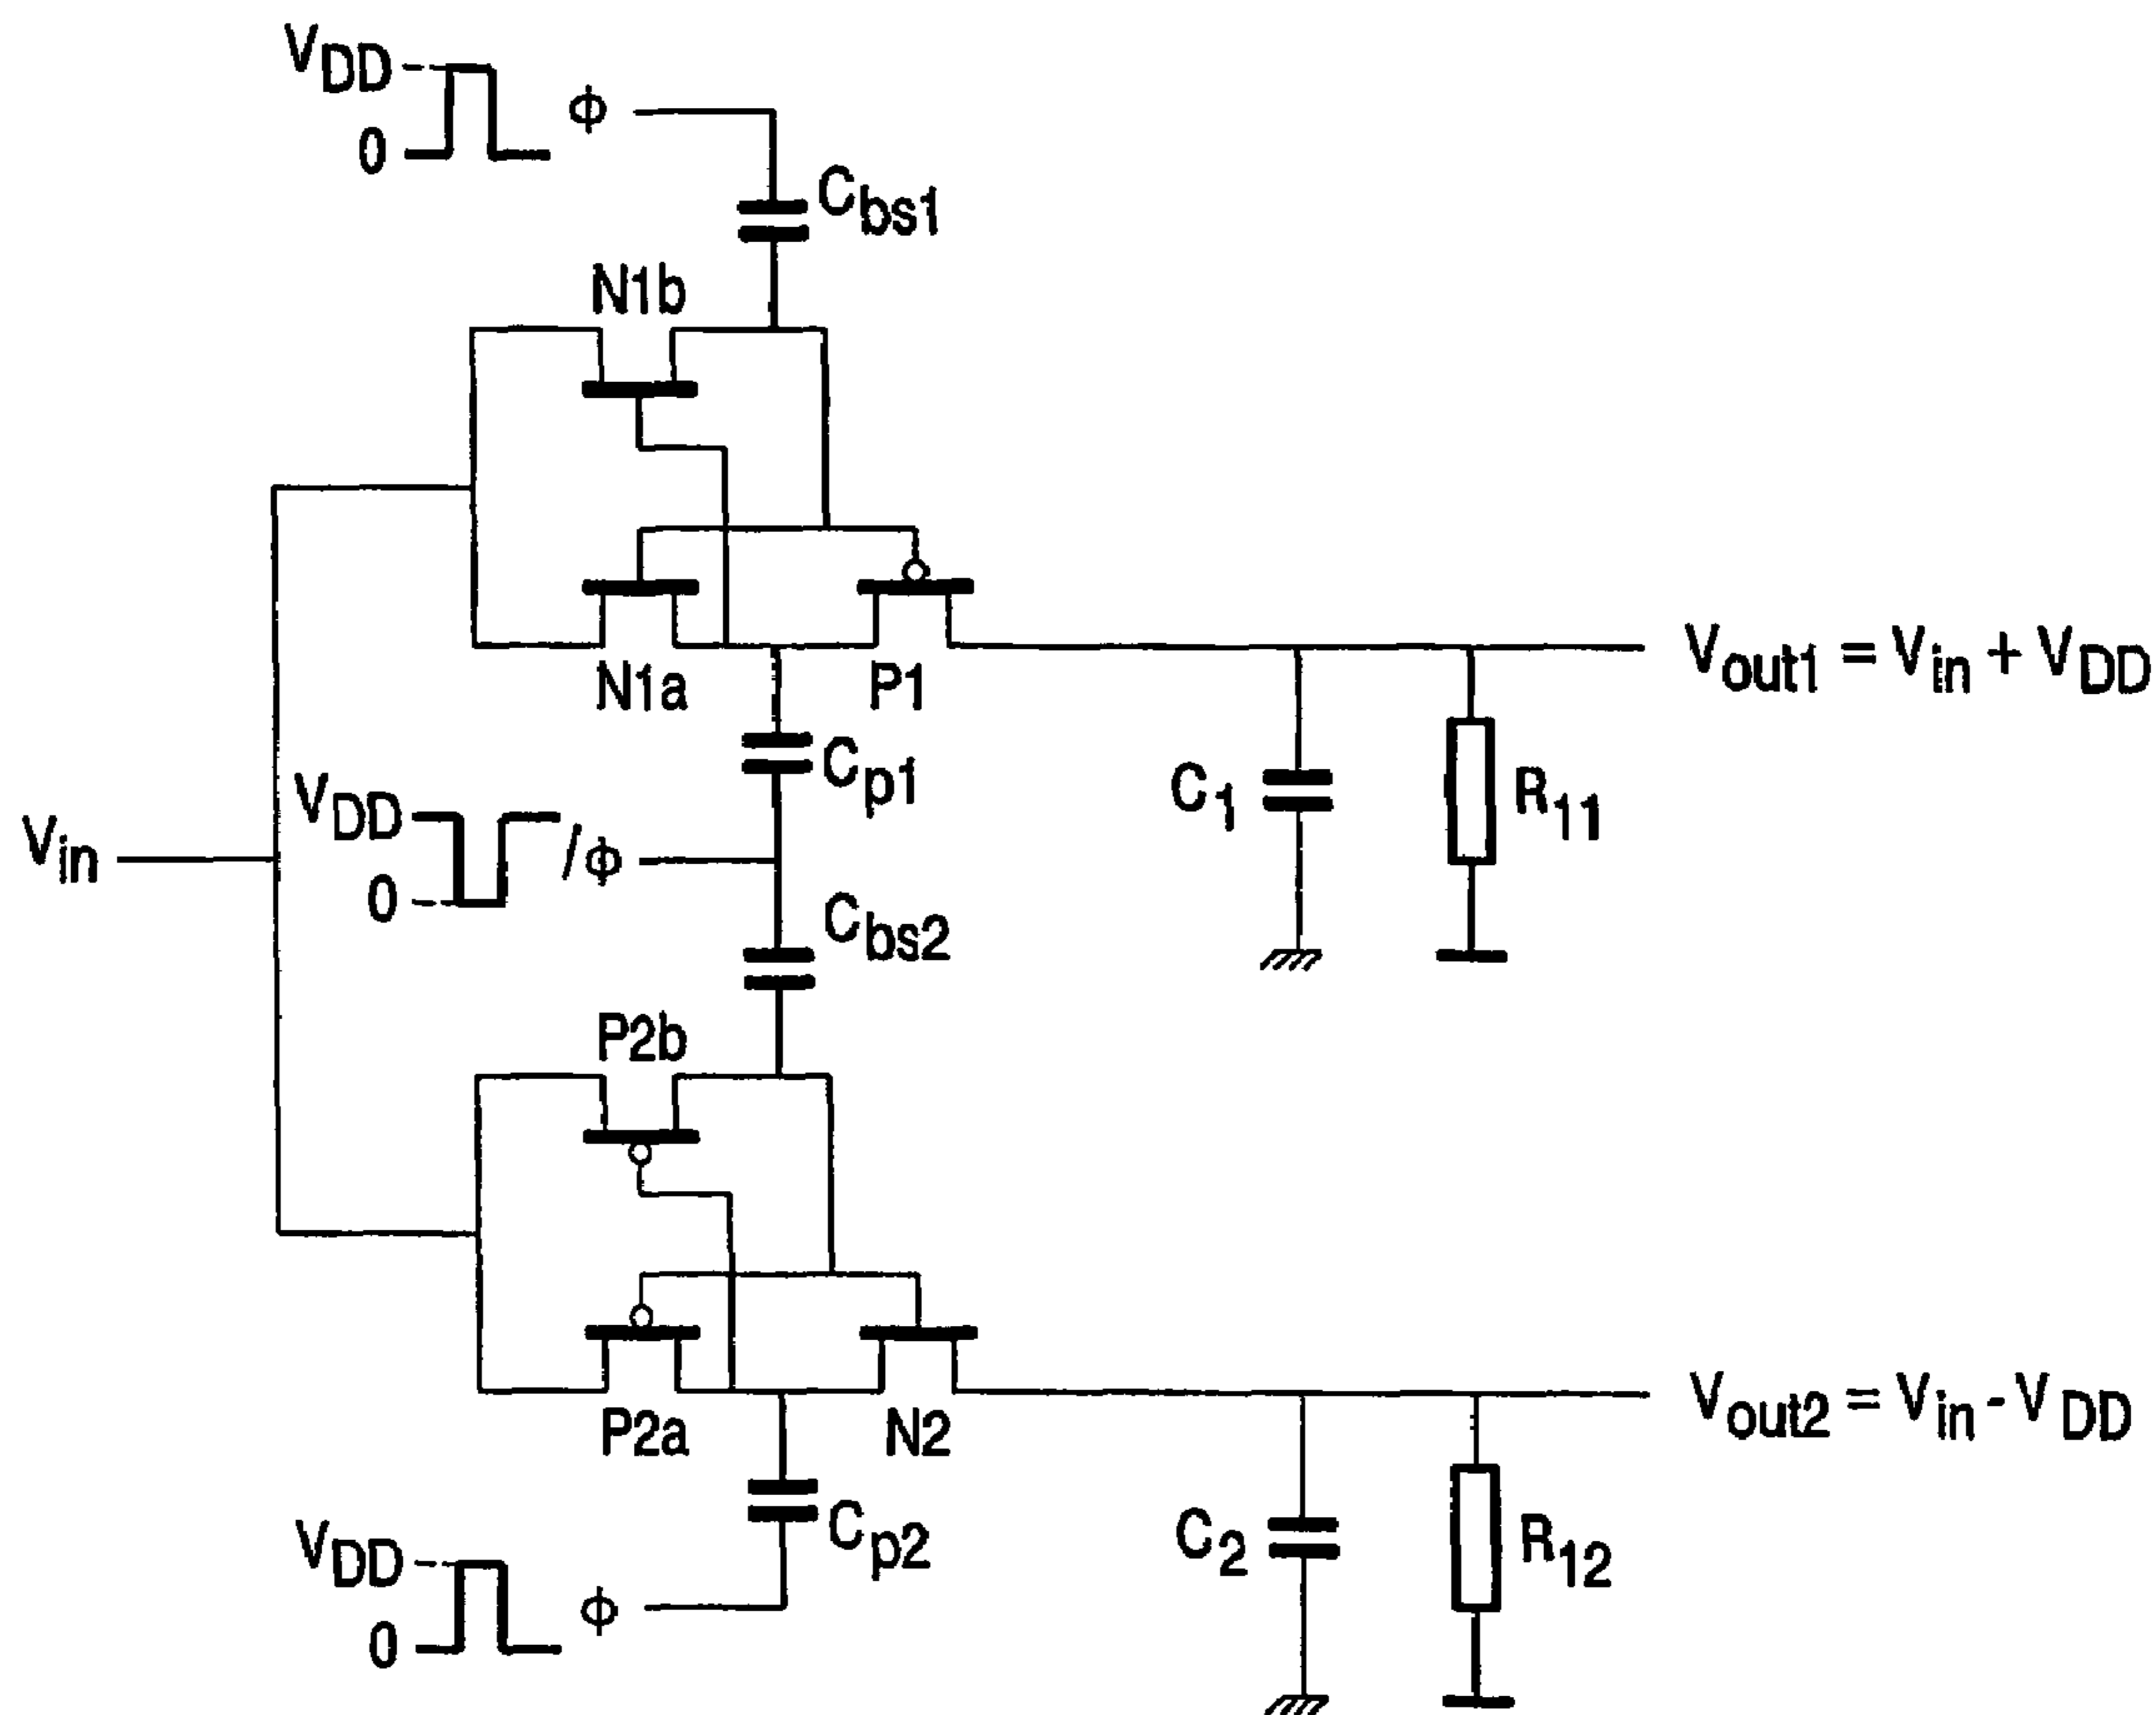 VDD
0
Φ
Cbs1
N1b
N1a
P1
Vout1 = Vin + VDD
Cp1
C1
R11
Vin
VDD
0
/Φ
Cbs2
P2b
P2a
N2
Vout2 = Vin - VDD
Cp2
C2
R12
VDD
0
Φ